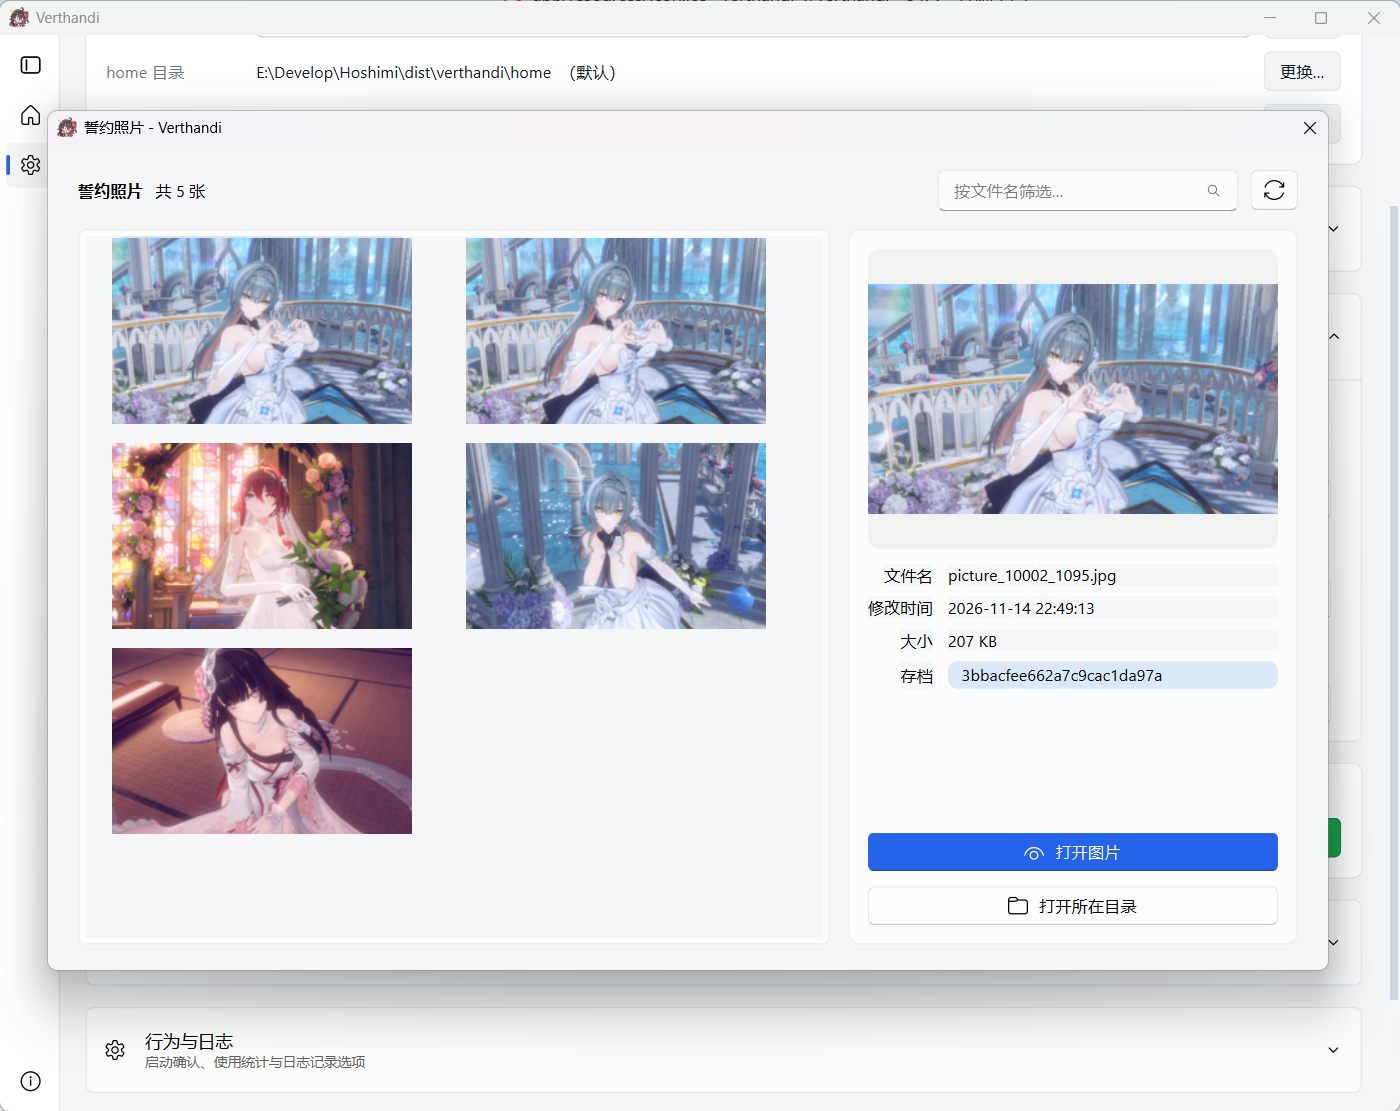 Verthandi
home 目录
E:\Develop\Hoshimi\dist\verthandi\home （默认）
更换...
誓约照片 - Verthandi
誓约照片 共 5 张
按文件名筛选...
文件名 picture_10002_1095.jpg
修改时间 2026-11-14 22:49:13
大小 207 KB
存档 3bbacfee662a7c9cac1da97a
打开图片
打开所在目录
行为与日志
启动确认、使用统计与日志记录选项